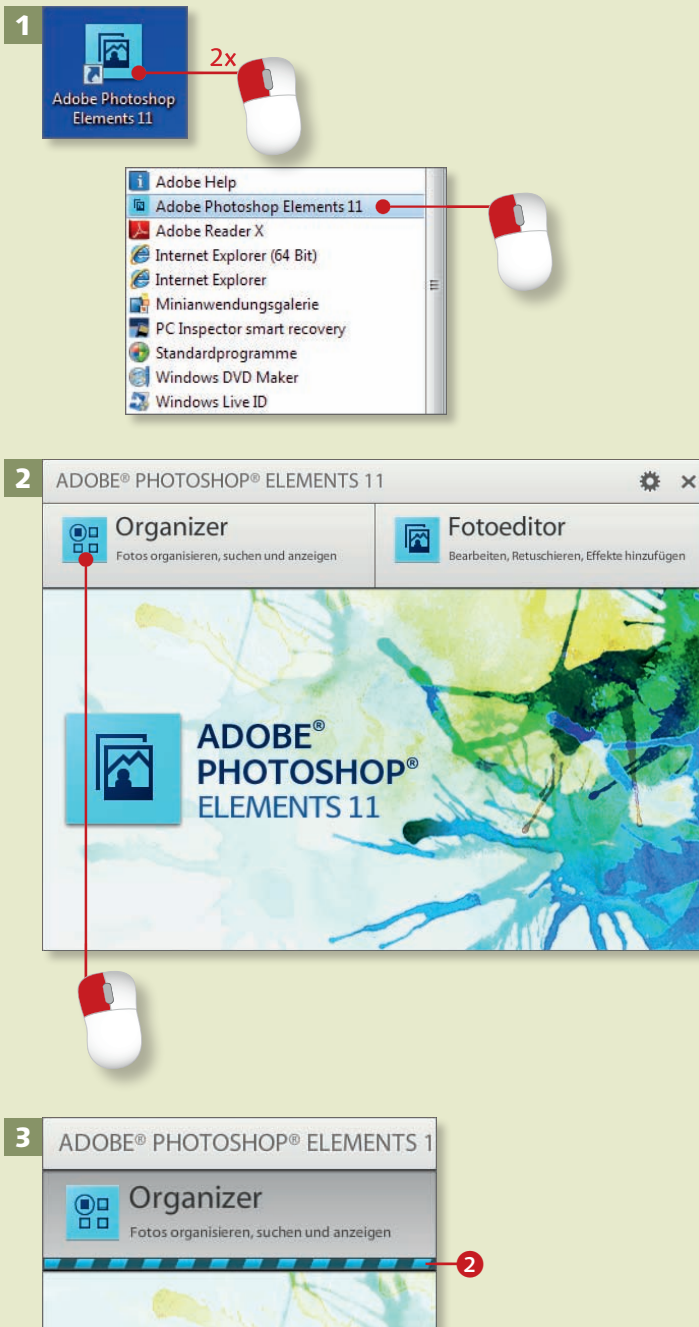 1
2x
Adobe Photoshop
Elements 11
Adobe Help
Adobe Photoshop Elements 11
Adobe Reader X
Internet Explorer (64 Bit)
Internet Explorer
Minianwendungsgalerie
PC Inspector smart recovery
Standardprogramme
Windows DVD Maker
Windows Live ID
2
ADOBE® PHOTOSHOP® ELEMENTS 11
Organizer
Fotos organisieren, suchen und anzeigen
Fotoeditor
Bearbeiten, Retuschieren, Effekte hinzufügen
ADOBE®
PHOTOSHOP®
ELEMENTS 11
3
ADOBE® PHOTOSHOP® ELEMENTS 1
Organizer
Fotos organisieren, suchen und anzeigen
2